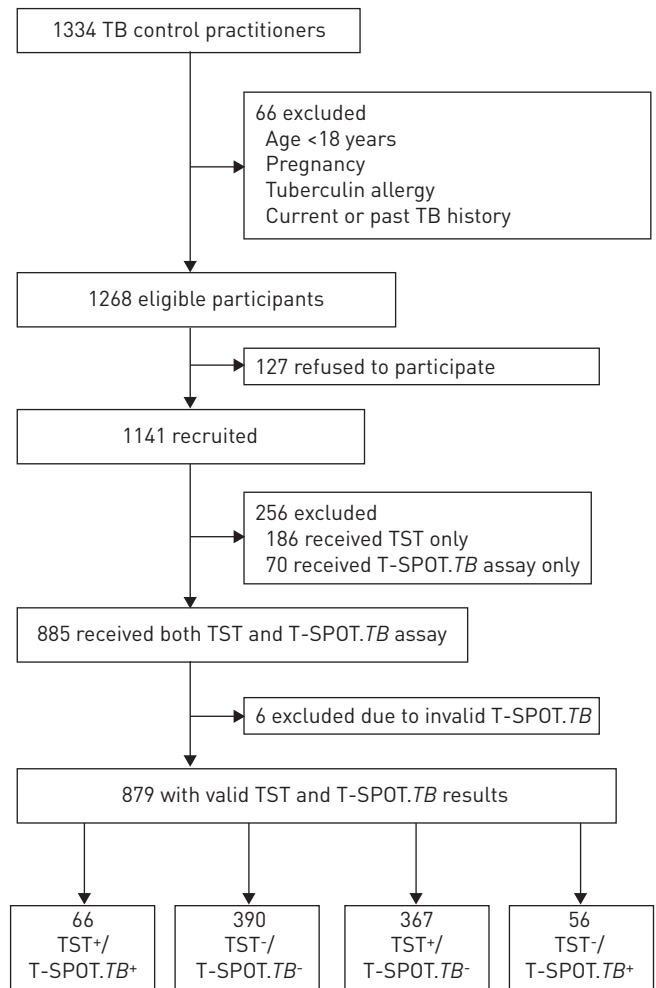 1334 TB control practitioners
66 excluded
Age <18 years
Pregnancy
Tuberculin allergy
Current or past TB history
1268 eligible participants
127 refused to participate
1141 recruited
256 excluded
186 received TST only
70 received T-SPOT.TB assay only
885 received both TST and T-SPOT.TB assay
6 excluded due to invalid T-SPOT.TB
879 with valid TST and T-SPOT.TB results
66
TST+/
T-SPOT.TB+
390
TST-/
T-SPOT.TB-
367
TST+/
T-SPOT.TB-
56
TST-/
T-SPOT.TB+